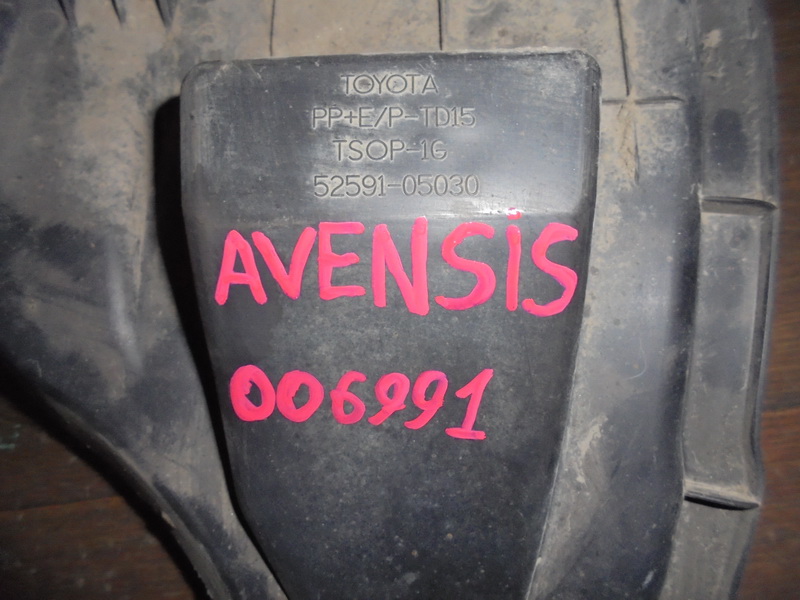 TOYOTA
PP+E/P-TD15
TSOP-1G
52591-05030
AVENSiS
006991